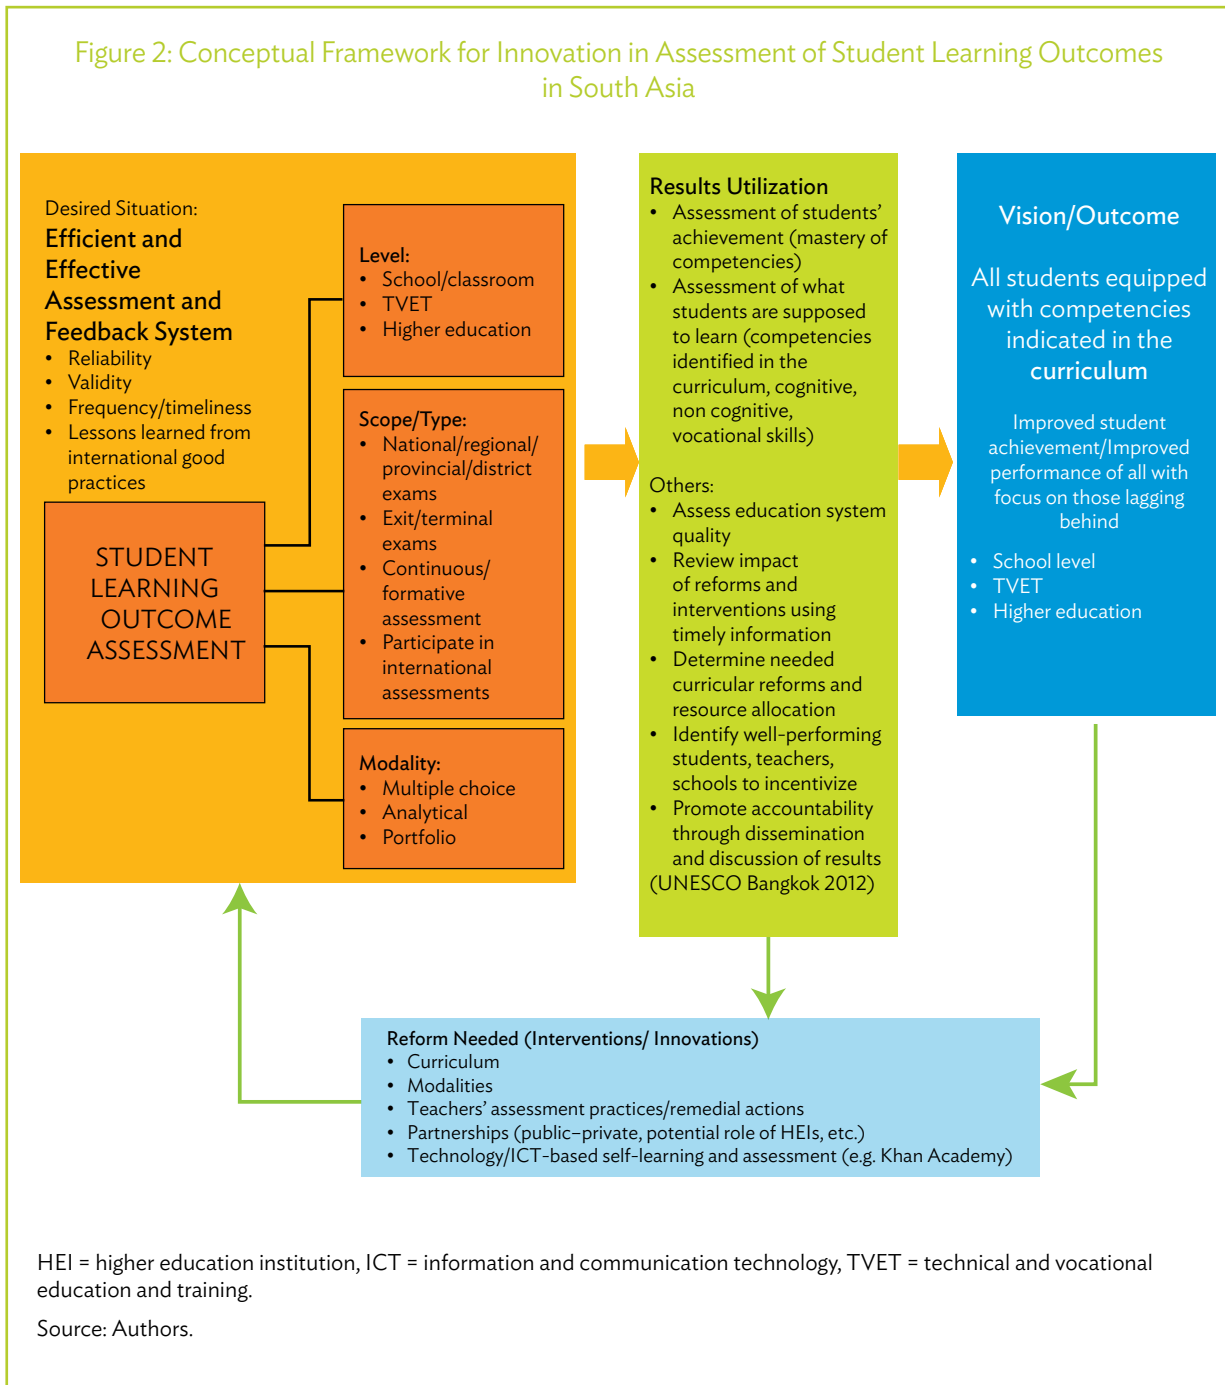 Figure 2: Conceptual Framework for Innovation in Assessment of Student Learning Outcomes
in South Asia
Desired Situation:
Efficient and
Effective
Assessment and
Feedback System
• Reliability
• Validity
• Frequency/timeliness
• Lessons learned from
international good
practices
STUDENT
LEARNING
OUTCOME
ASSESSMENT
Level:
• School/classroom
• TVET
• Higher education
Scope/Type:
• National/regional/
provincial/district
exams
• Exit/terminal
exams
• Continuous/
formative
assessment
• Participate in
international
assessments
Modality:
• Multiple choice
• Analytical
• Portfolio
Results Utilization
• Assessment of students’
achievement (mastery of
competencies)
• Assessment of what
students are supposed
to learn (competencies
identified in the
curriculum, cognitive,
non cognitive,
vocational skills)
Others:
• Assess education system
quality
• Review impact
of reforms and
interventions using
timely information
• Determine needed
curricular reforms and
resource allocation
• Identify well-performing
students, teachers,
schools to incentivize
• Promote accountability
through dissemination
and discussion of results
(UNESCO Bangkok 2012)
Vision/Outcome
All students equipped
with competencies
indicated in the
curriculum
Improved student
achievement/Improved
performance of all with
focus on those lagging
behind
• School level
• TVET
• Higher education
Reform Needed (Interventions/ Innovations)
• Curriculum
• Modalities
• Teachers’ assessment practices/remedial actions
• Partnerships (public–private, potential role of HEIs, etc.)
• Technology/ICT-based self-learning and assessment (e.g. Khan Academy)
HEI = higher education institution, ICT = information and communication technology, TVET = technical and vocational
education and training.
Source: Authors.